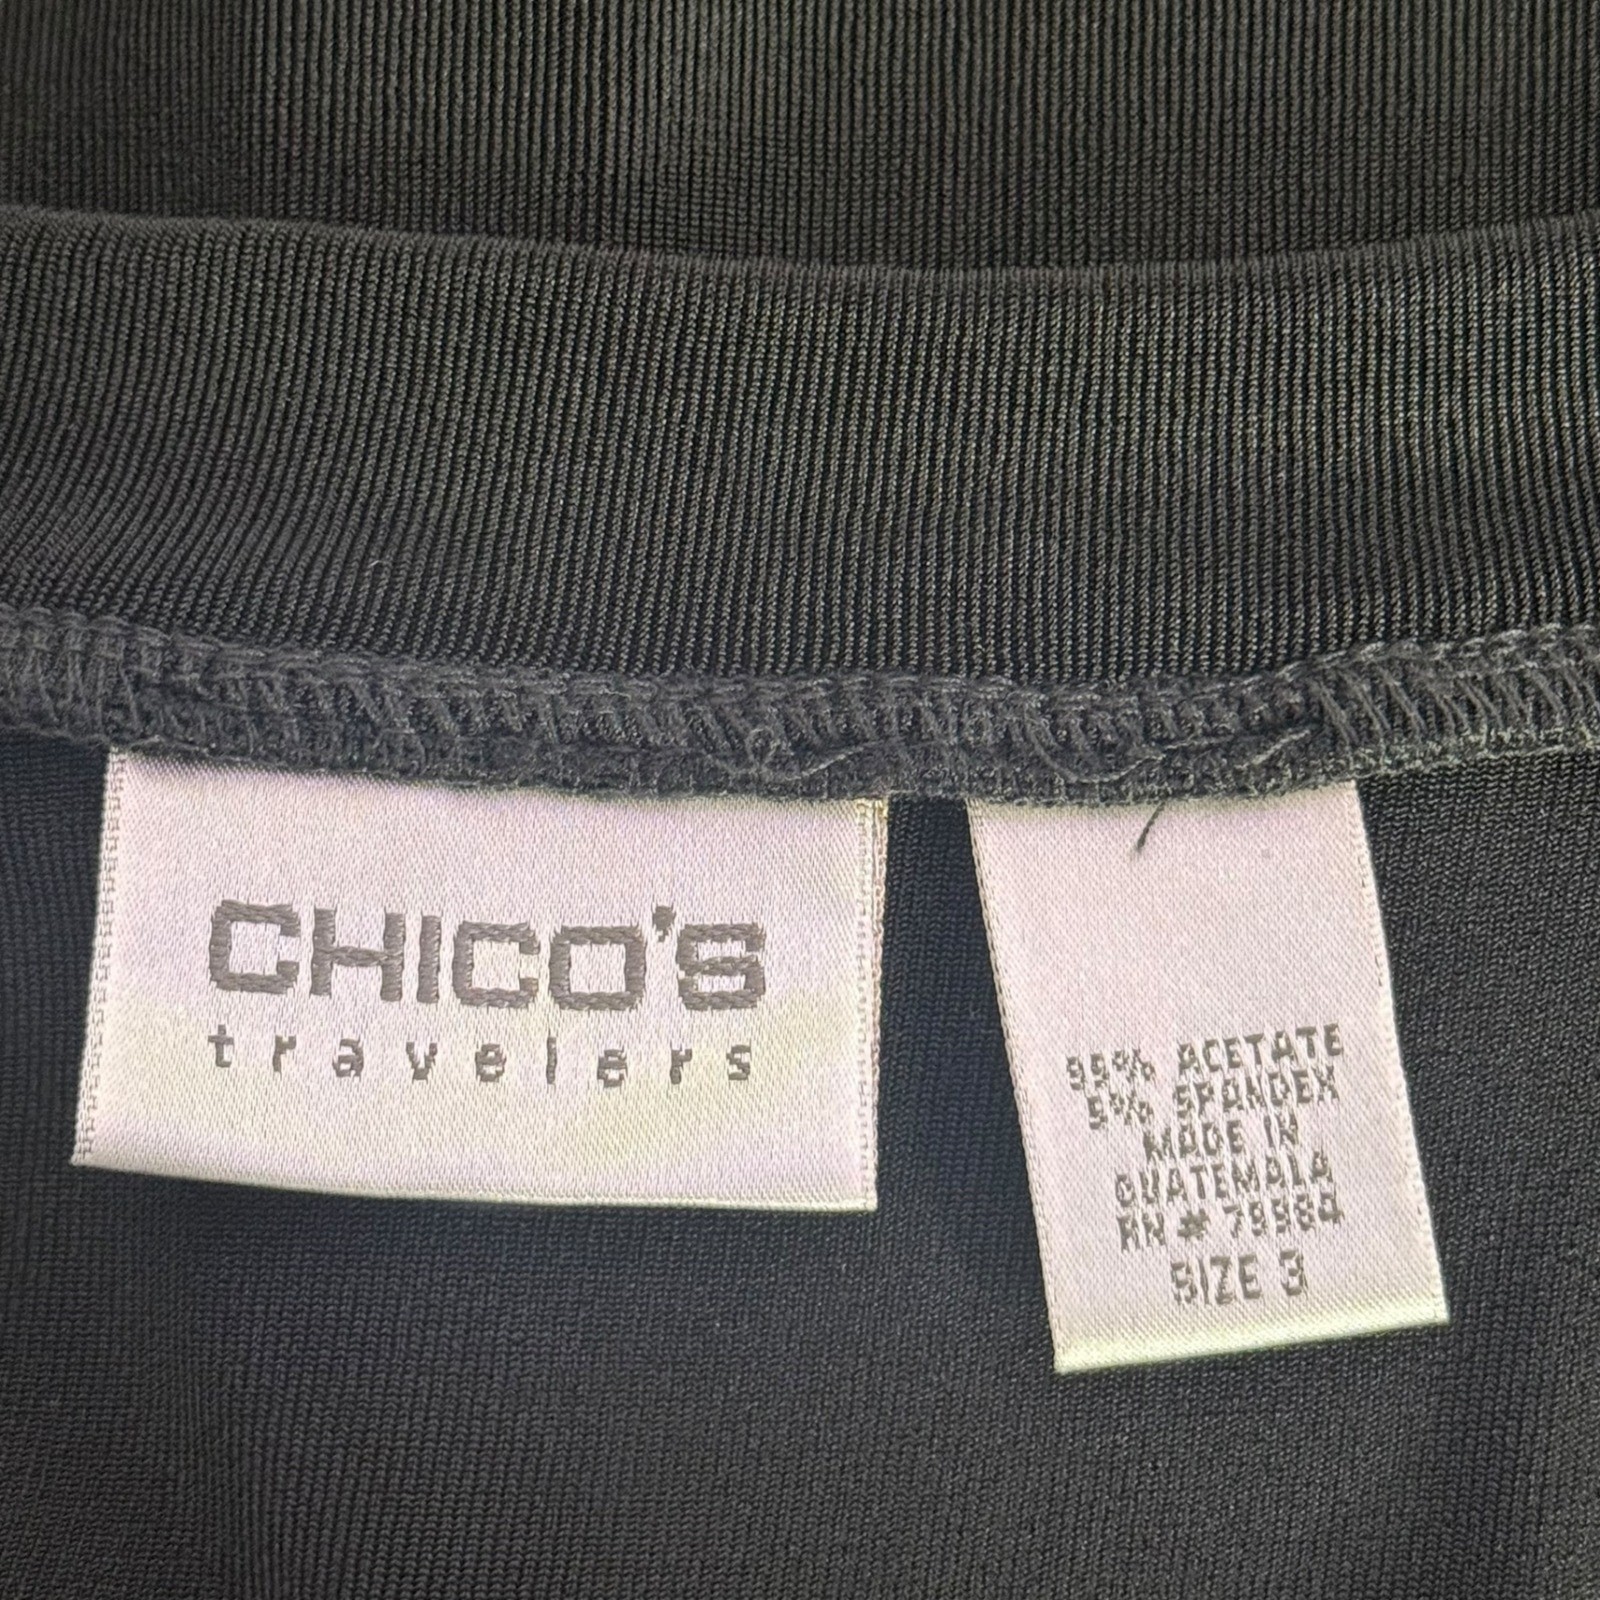 CHICO'S
travelers
95% ACETATE
5% SPANDEX
MADE IN
GUATEMALA
RN # 79984
SIZE 3